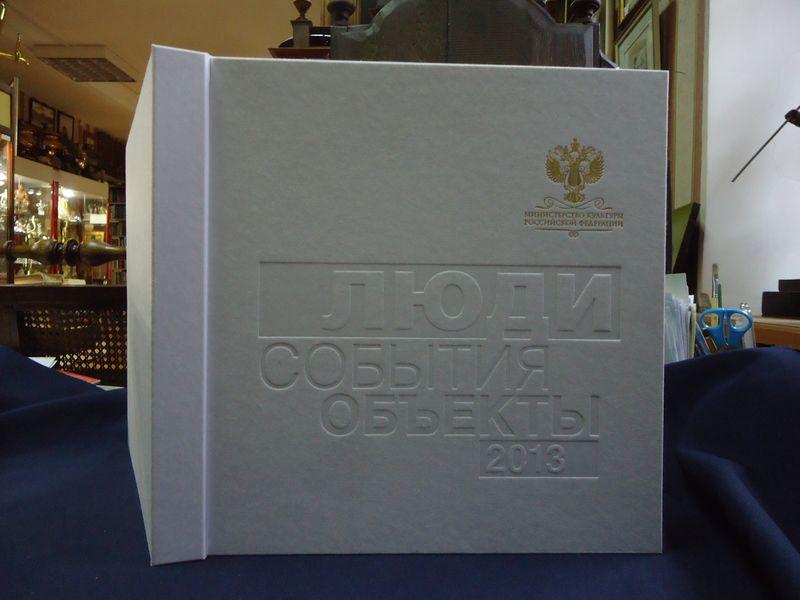 МИНИСТЕРСТВО КУЛЬТУРЫ
РОССИЙСКОЙ ФЕДЕРАЦИИ
ЛЮДИ
СОБЫТИЯ
ОБЪЕКТЫ
2013